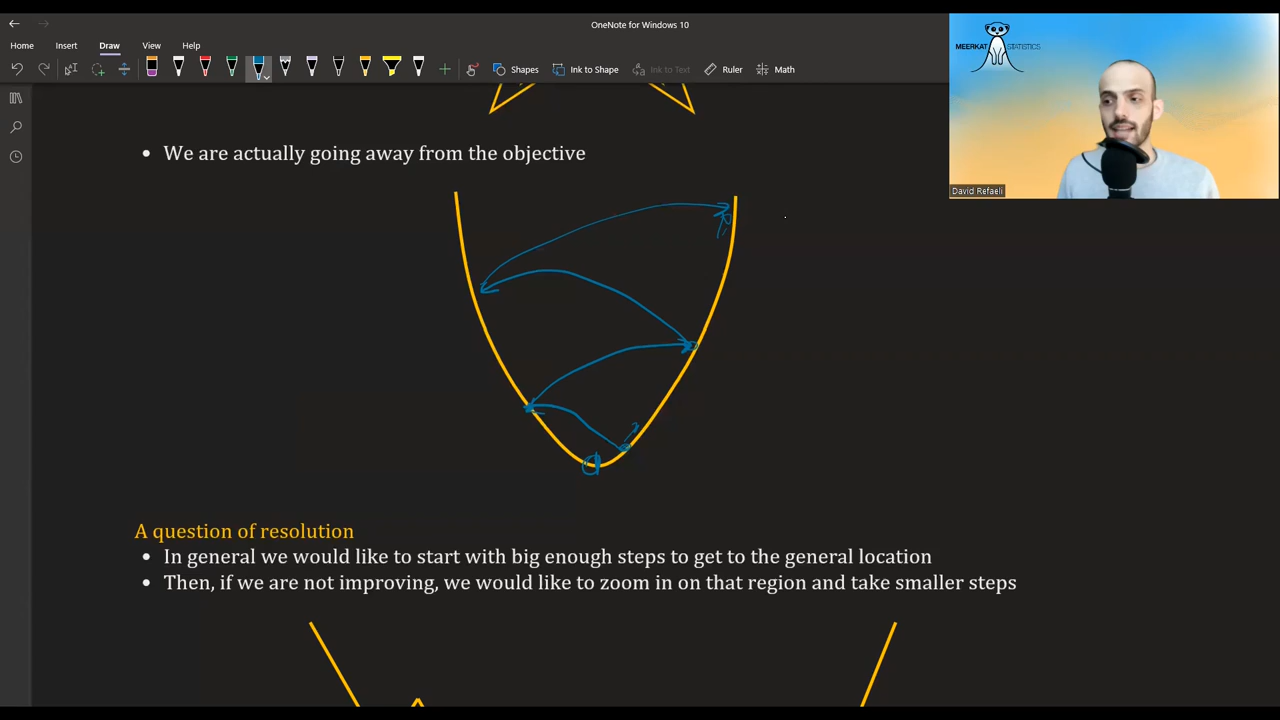 OneNote for Windows 10
Home Insert Draw View Help
Shapes Ink to Shape Ink to Text Ruler Math
MEERKAT STATISTICS
David Refaeli
We are actually going away from the objective
A question of resolution
In general we would like to start with big enough steps to get to the general location
Then, if we are not improving, we would like to zoom in on that region and take smaller steps